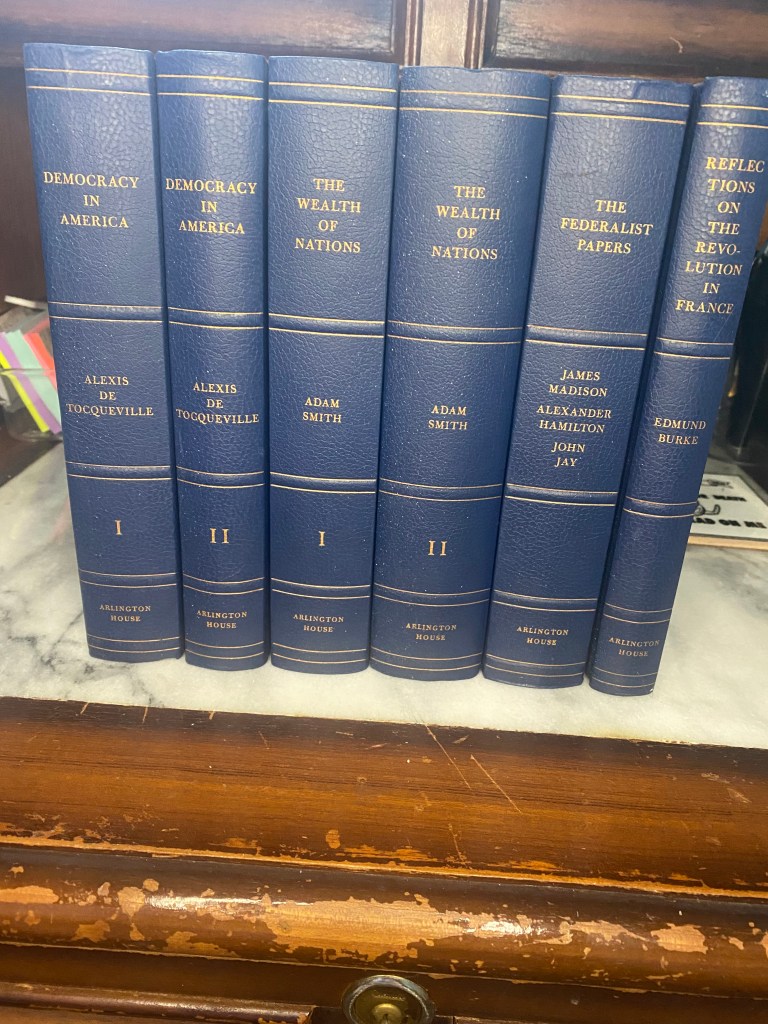 DEMOCRACY
IN
AMERICA
ALEXIS
DE
TOCQUEVILLE
I
ARLINGTON
HOUSE
DEMOCRACY
IN
AMERICA
ALEXIS
DE
TOCQUEVILLE
II
ARLINGTON
HOUSE
THE
WEALTH
OF
NATIONS
ADAM
SMITH
I
ARLINGTON
HOUSE
THE
WEALTH
OF
NATIONS
ADAM
SMITH
II
ARLINGTON
HOUSE
THE
FEDERALIST
PAPERS
JAMES
MADISON
ALEXANDER
HAMILTON
JOHN
JAY
ARLINGTON
HOUSE
REFLEC
TIONS
ON
THE
REVO-
LUTION
IN
FRANCE
EDMUND
BURKE
ARLINGTON
HOUSE
ON ME